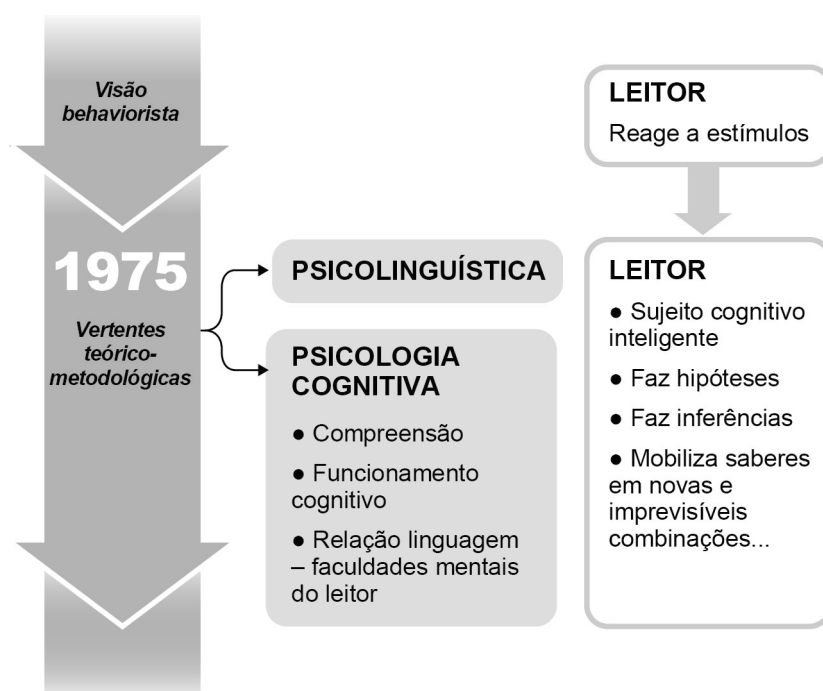 Visão
behaviorista
1975
Vertentes
teórico-
metodológicas
PSICOLINGUÍSTICA
PSICOLOGIA
COGNITIVA
● Compreensão
● Funcionamento
cognitivo
● Relação linguagem
– faculdades mentais
do leitor
LEITOR
Reage a estímulos
LEITOR
● Sujeito cognitivo
inteligente
● Faz hipóteses
● Faz inferências
● Mobiliza saberes
em novas e
imprevisíveis
combinações...